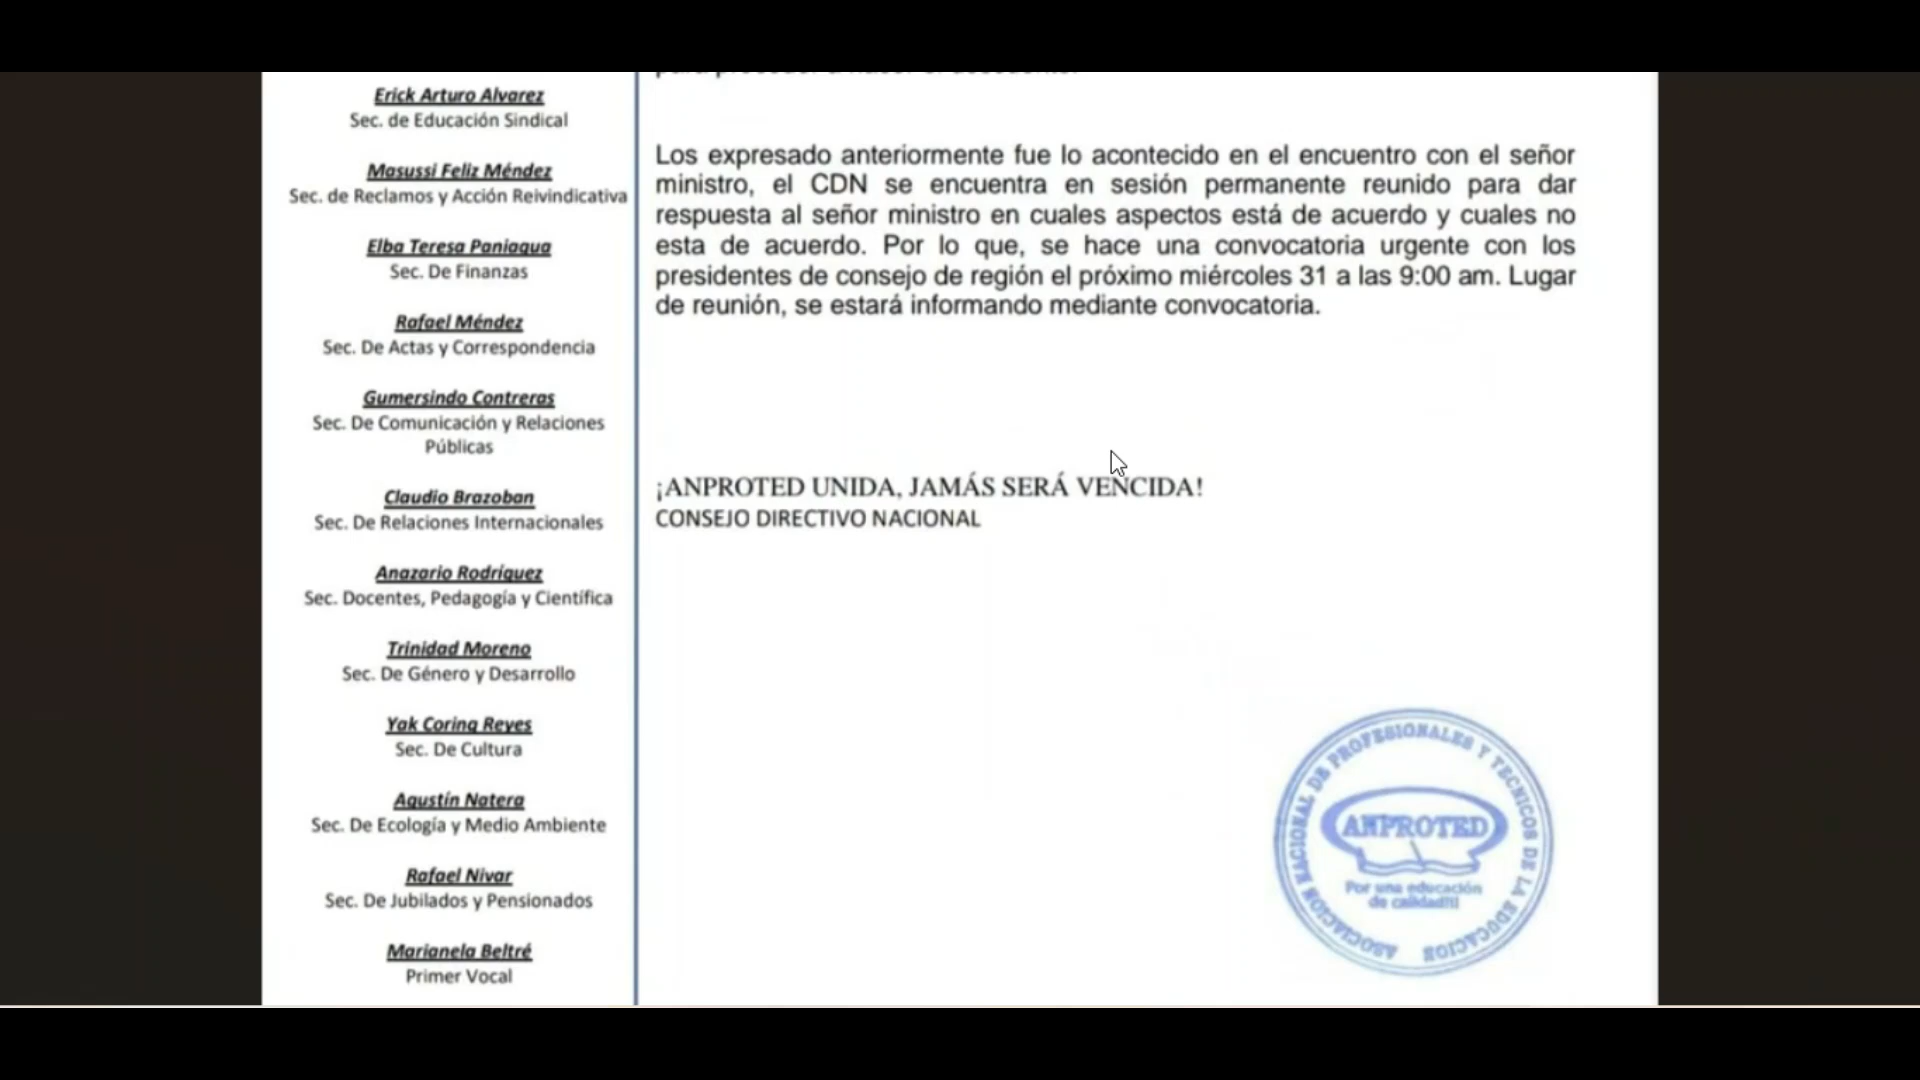 Erick Arturo Alvarez
Sec. de Educación Sindical
Masussi Feliz Méndez
Sec. de Reclamos y Acción Reivindicativa
Elba Teresa Paniagua
Sec. De Finanzas
Rafael Méndez
Sec. De Actas y Correspondencia
Gumersindo Contreras
Sec. De Comunicación y Relaciones
Públicas
Claudio Brazoban
Sec. De Relaciones Internacionales
Anazario Rodríguez
Sec. Docentes, Pedagogía y Científica
Trinidad Moreno
Sec. De Género y Desarrollo
Yak Corina Reyes
Sec. De Cultura
Agustín Natera
Sec. De Ecología y Medio Ambiente
Rafael Nivar
Sec. De Jubilados y Pensionados
Marianela Beltré
Primer Vocal
Los expresado anteriormente fue lo acontecido en el encuentro con el señor
ministro, el CDN se encuentra en sesión permanente reunido para dar
respuesta al señor ministro en cuales aspectos está de acuerdo y cuales no
esta de acuerdo. Por lo que, se hace una convocatoria urgente con los
presidentes de consejo de región el próximo miércoles 31 a las 9:00 am. Lugar
de reunión, se estará informando mediante convocatoria.
¡ANPROTED UNIDA, JAMÁS SERÁ VENCIDA!
CONSEJO DIRECTIVO NACIONAL
ASOCIACIÓN NACIONAL DE PROFESIONALES Y TECNICOS DE LA EDUCACION
ANPROTED
Por una educación
de calidad!!!